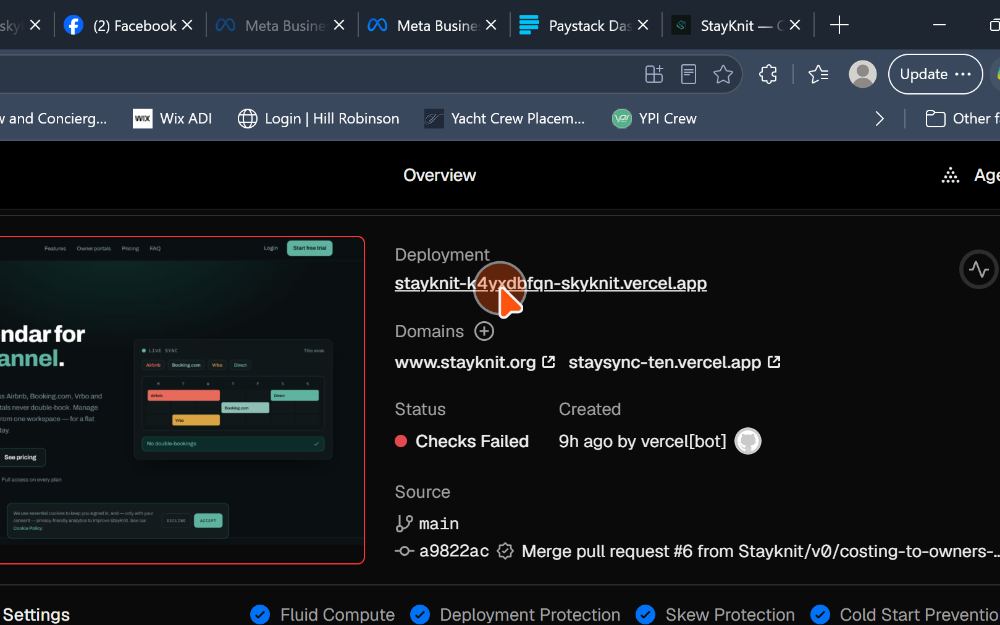 sky
(2) Facebook
Meta Busine
Meta Busine
Paystack Das
StayKnit — C
Update
w and Concierg...
Wix ADI
Login | Hill Robinson
Yacht Crew Placem...
YPI Crew
Other f
Overview
Age
Features
Owner portals
Pricing
FAQ
Login
Start free trial
ndar for
annel.
s Airbnb, Booking.com, Vrbo and
tals never double-book. Manage
rom one workspace — for a flat
tay.
See pricing
Full access on every plan
LIVE SYNC
This week
Airbnb
Booking.com
Vrbo
Direct
M T W T F S S
Airbnb
Direct
Booking.com
Vrbo
No double-bookings
We use essential cookies to keep you signed in, and — only with your
consent — privacy-friendly analytics to improve StayKnit. See our
Cookie Policy.
DECLINE
ACCEPT
Deployment
stayknit-k4yxdbfqn-skyknit.vercel.app
Domains
www.stayknit.org
staysync-ten.vercel.app
Status
Created
Checks Failed
9h ago by vercel[bot]
Source
main
a9822ac Merge pull request #6 from Stayknit/v0/costing-to-owners-...
Settings
Fluid Compute
Deployment Protection
Skew Protection
Cold Start Preventio